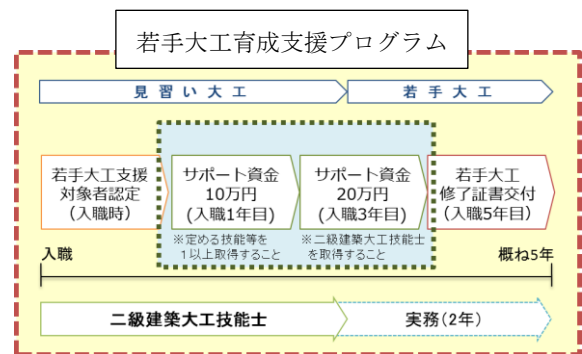 若手大工育成支援プログラム
見習い大工
若手大工
若手大工支援
対象者認定
（入職時）
サポート資金
10万円
（入職1年目）
サポート資金
20万円
（入職3年目）
若手大工
修了証書交付
（入職5年目）
※定める技能等を
１以上取得すること
※二級建築大工技能士
を取得すること
入職
概ね5年
二級建築大工技能士
実務（2年）